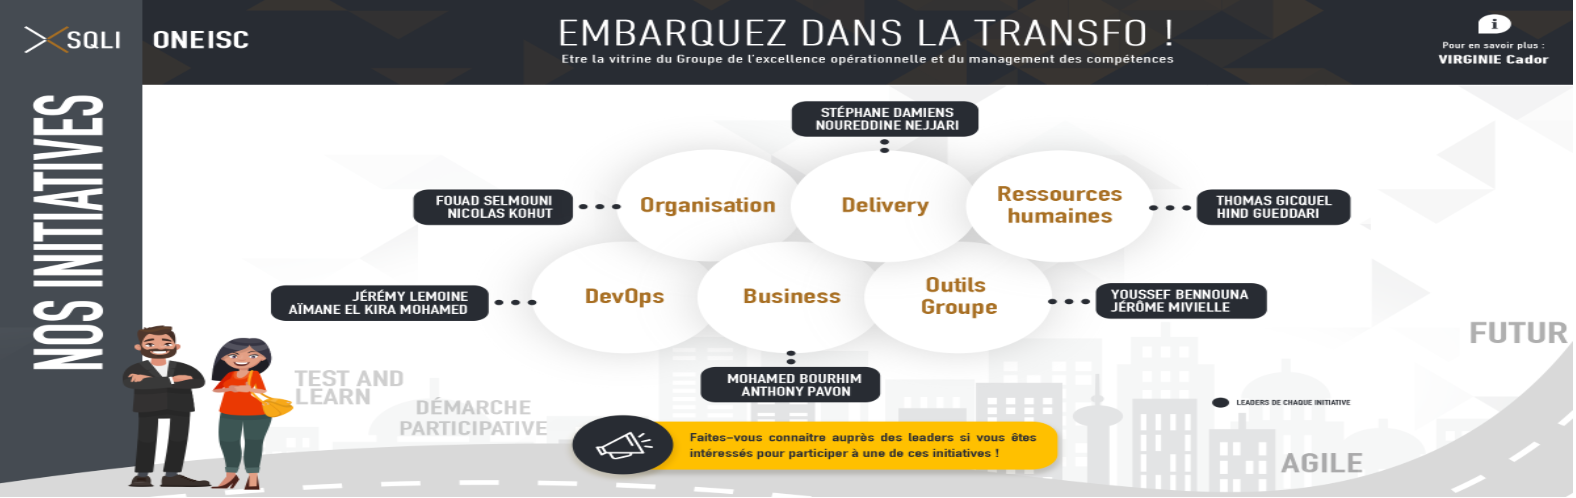 SQLI
ONEISC
EMBARQUEZ DANS LA TRANSFO !
Etre la vitrine du Groupe de l'excellence opérationnelle et du management des compétences
i
Pour en savoir plus :
VIRGINIE Cador
NOS INITIATIVES
STÉPHANE DAMIENS
NOUREDDINE NEJJARI
FOUAD SELMOUNI
NICOLAS KOHUT
Organisation
Delivery
Ressources
humaines
THOMAS GICQUEL
HIND GUEDDARI
JÉRÉMY LEMOINE
AÏMANE EL KIRA MOHAMED
DevOps
Business
Outils
Groupe
YOUSSEF BENNOUNA
JÉRÔME MIVIELLE
MOHAMED BOURHIM
ANTHONY PAVON
TEST AND
LEARN
DÉMARCHE
PARTICIPATIVE
FUTUR
LEADERS DE CHAQUE INITIATIVE
Faites-vous connaitre auprès des leaders si vous êtes
intéressés pour participer à une de ces initiatives !
AGILE